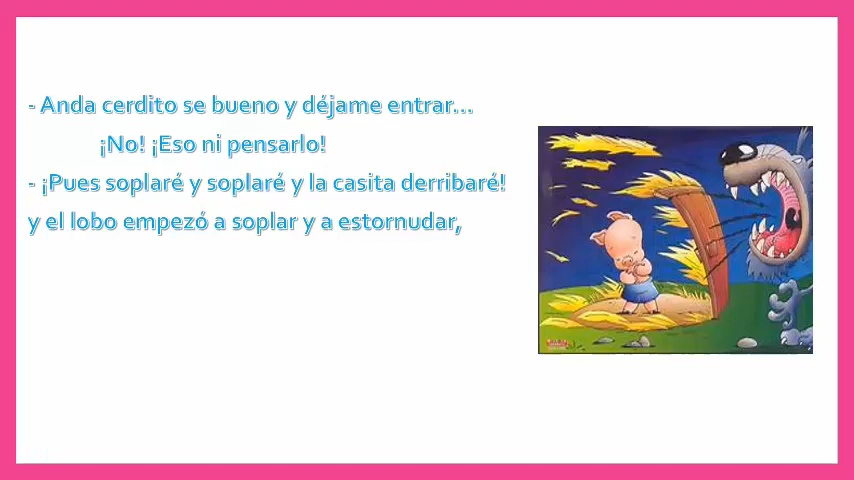 - Anda cerdito se bueno y déjame entrar...
¡No! ¡Eso ni pensarlo!
- ¡Pues soplaré y soplaré y la casita derribaré!
y el lobo empezó a soplar y a estornudar,